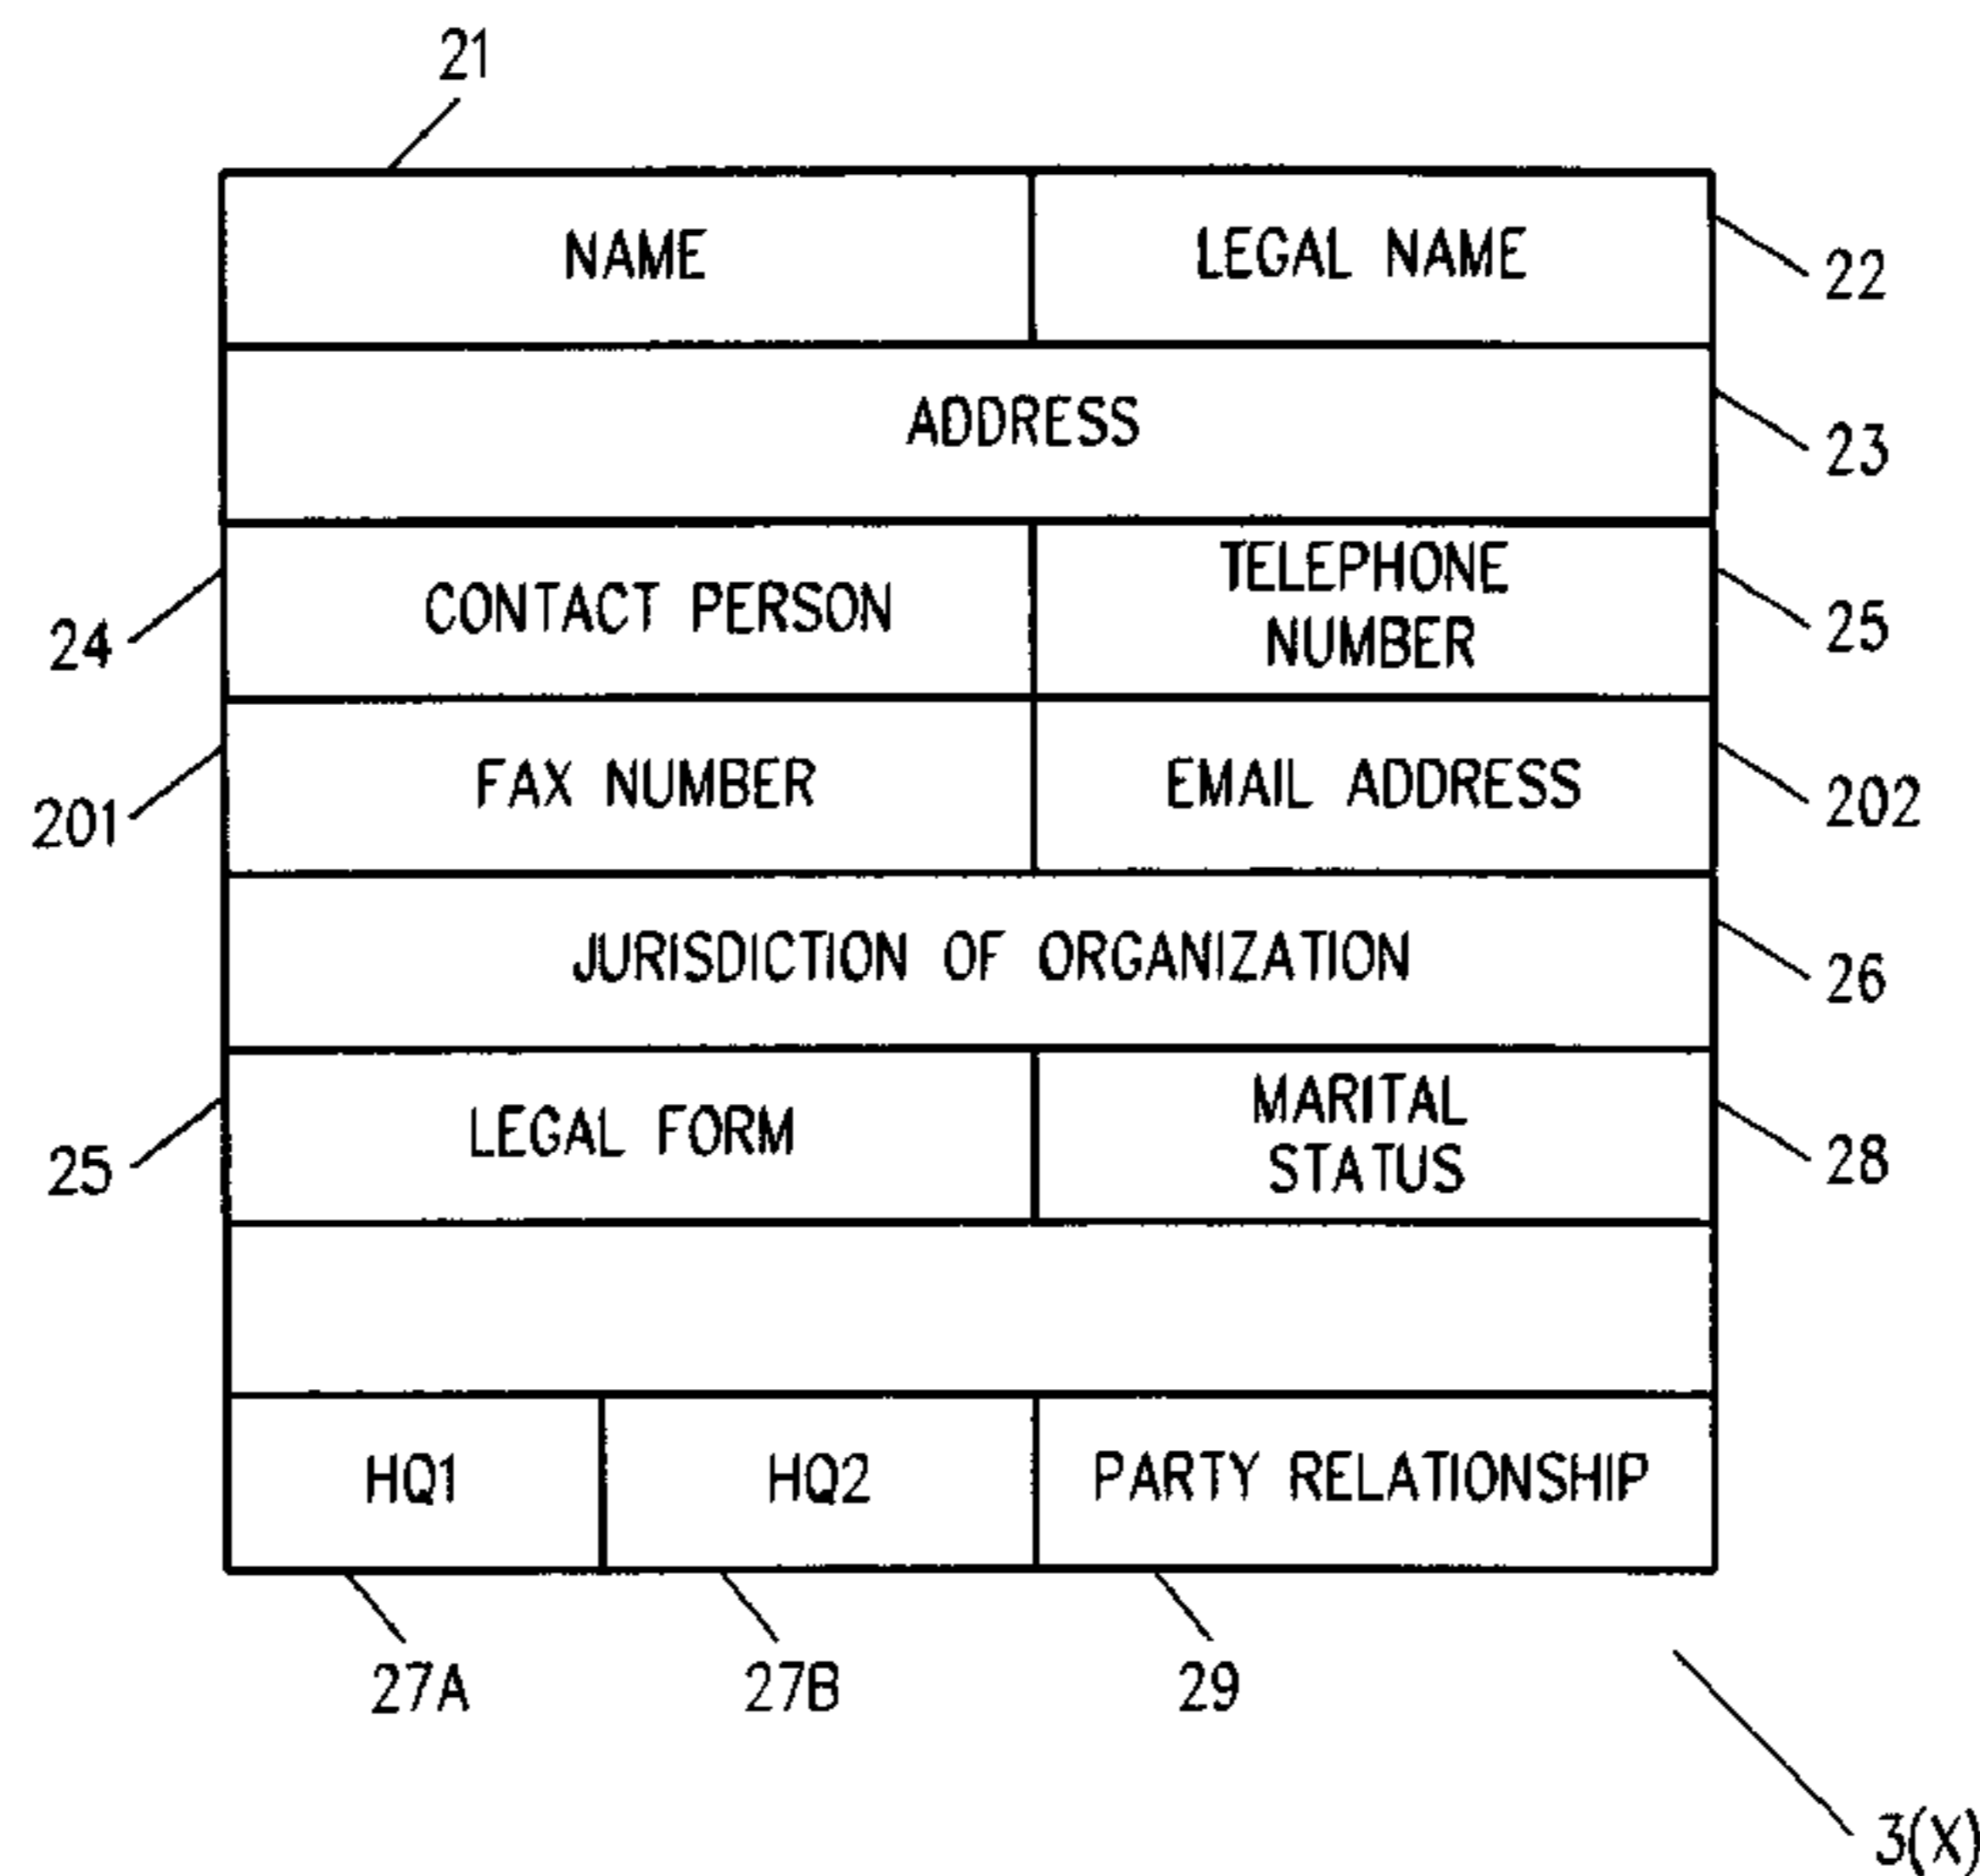 21
NAME
LEGAL NAME
22
ADDRESS
23
24
CONTACT PERSON
TELEPHONE
NUMBER
25
201
FAX NUMBER
EMAIL ADDRESS
202
JURISDICTION OF ORGANIZATION
26
25
LEGAL FORM
MARITAL
STATUS
28
HQ1
HQ2
PARTY RELATIONSHIP
27A
27B
29
3(X)